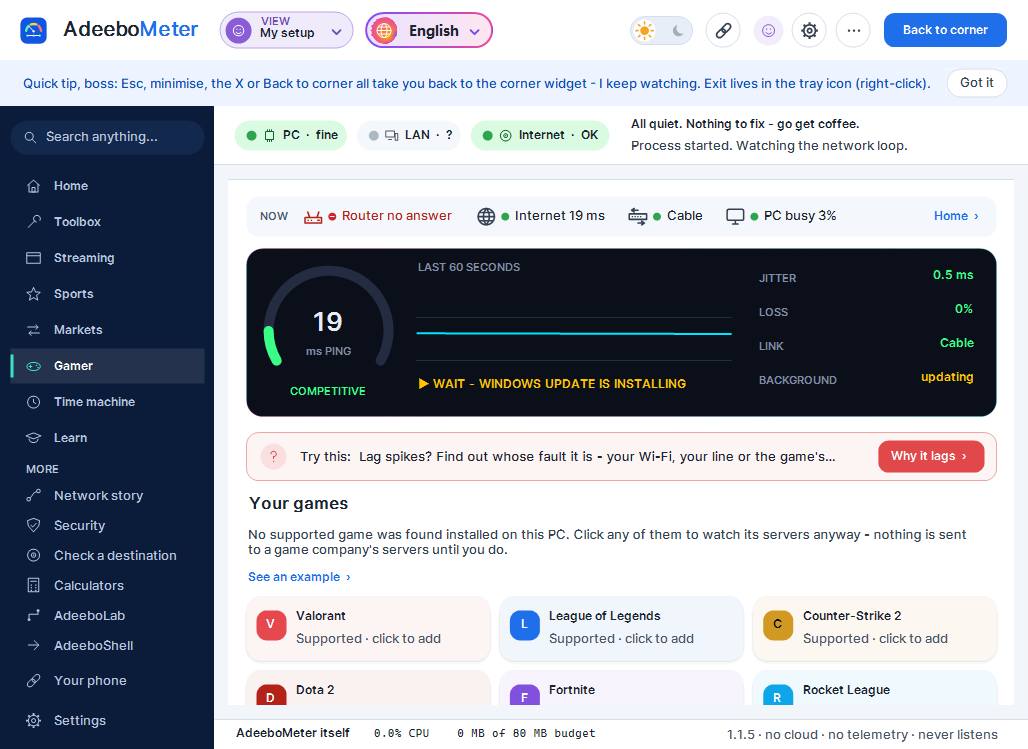 AdeeboMeter
VIEW
My setup
English
Back to corner
Quick tip, boss: Esc, minimise, the X or Back to corner all take you back to the corner widget - I keep watching. Exit lives in the tray icon (right-click).
Got it
Search anything...
PC · fine
LAN · ?
Internet · OK
All quiet. Nothing to fix - go get coffee.
Process started. Watching the network loop.
Home
Toolbox
Streaming
Sports
Markets
Gamer
Time machine
Learn
MORE
Network story
Security
Check a destination
Calculators
AdeeboLab
AdeeboShell
Your phone
Settings
NOW
Router no answer
Internet 19 ms
Cable
PC busy 3%
Home ›
19
ms PING
COMPETITIVE
LAST 60 SECONDS
▶ WAIT - WINDOWS UPDATE IS INSTALLING
JITTER
0.5 ms
LOSS
0%
LINK
Cable
BACKGROUND
updating
?
Try this: Lag spikes? Find out whose fault it is - your Wi-Fi, your line or the game's...
Why it lags ›
Your games
No supported game was found installed on this PC. Click any of them to watch its servers anyway - nothing is sent
to a game company's servers until you do.
See an example ›
V
Valorant
Supported · click to add
L
League of Legends
Supported · click to add
C
Counter-Strike 2
Supported · click to add
D
Dota 2
F
Fortnite
R
Rocket League
AdeeboMeter itself
0.0% CPU
0 MB of 80 MB budget
1.1.5 · no cloud · no telemetry · never listens